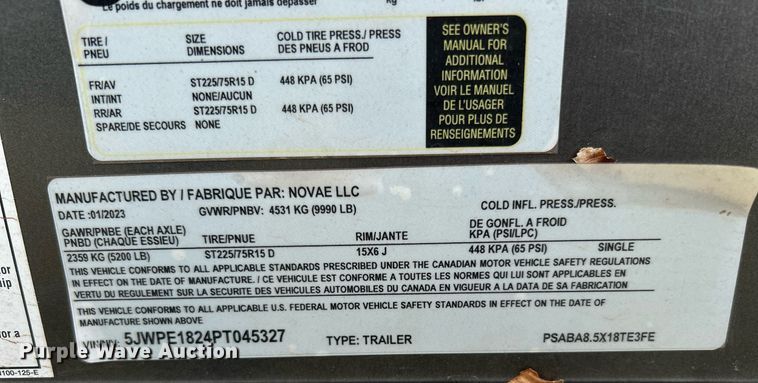 Le poids du chargement ne doit jamais dépasser kg
TIRE / SIZE COLD TIRE PRESS./ PRESS
PNEU DIMENSIONS DES PNEUS A FROD
FR/AV ST225/75R15 D 448 KPA (65 PSI)
INT/INT NONE/AUCUN
RR/AR ST225/75R15 D 448 KPA (65 PSI)
SPARE/DE SECOURS NONE
SEE OWNER'S
MANUAL FOR
ADDITIONAL
INFORMATION
VOIR LE MANUEL
DE L'USAGER
POUR PLUS DE
RENSEIGNEMENTS
MANUFACTURED BY / FABRIQUE PAR: NOVAE LLC
DATE :01/2023 GVWR/PNBV: 4531 KG (9990 LB) COLD INFL. PRESS./PRESS.
GAWR/PNBE (EACH AXLE) DE GONFL. A FROID
PNBD (CHAQUE ESSIEU) TIRE/PNUE RIM/JANTE KPA (PSI/LPC)
2359 KG (5200 LB) ST225/75R15 D 15X6 J 448 KPA (65 PSI) SINGLE
THIS VEHICLE CONFORMS TO ALL APPLICABLE STANDARDS PRESCRIBED UNDER THE CANADIAN MOTOR VEHICLE SAFETY REGULATIONS
IN EFFECT ON THE DATE OF MANUFACTURE. / CE VEHICULE EST CONFORME A TOUTES LES NORMES QUI LUI SONT APPLICABLES EN
VERTU DU REGULEMENT SUR LA SECURITE DES VEHICULES AUTOMOBILES DU CANADA EN VIGUEUR A LA DATE DE SA FABRICATION
THIS VEHICLE CONFORMS TO ALL APPLICABLE U.S. FEDERAL MOTOR VEHICLE SAFETY STANDARDS IN EFFECT ON THE DATE OF
MANUFACTURE SHOWN ABOVE.
V.I.N./N.I.V.: 5JWPE1824PT045327 TYPE: TRAILER PSABA8.5X18TE3FE
or
hip
or a
100-125-E
Purple Wave Auction